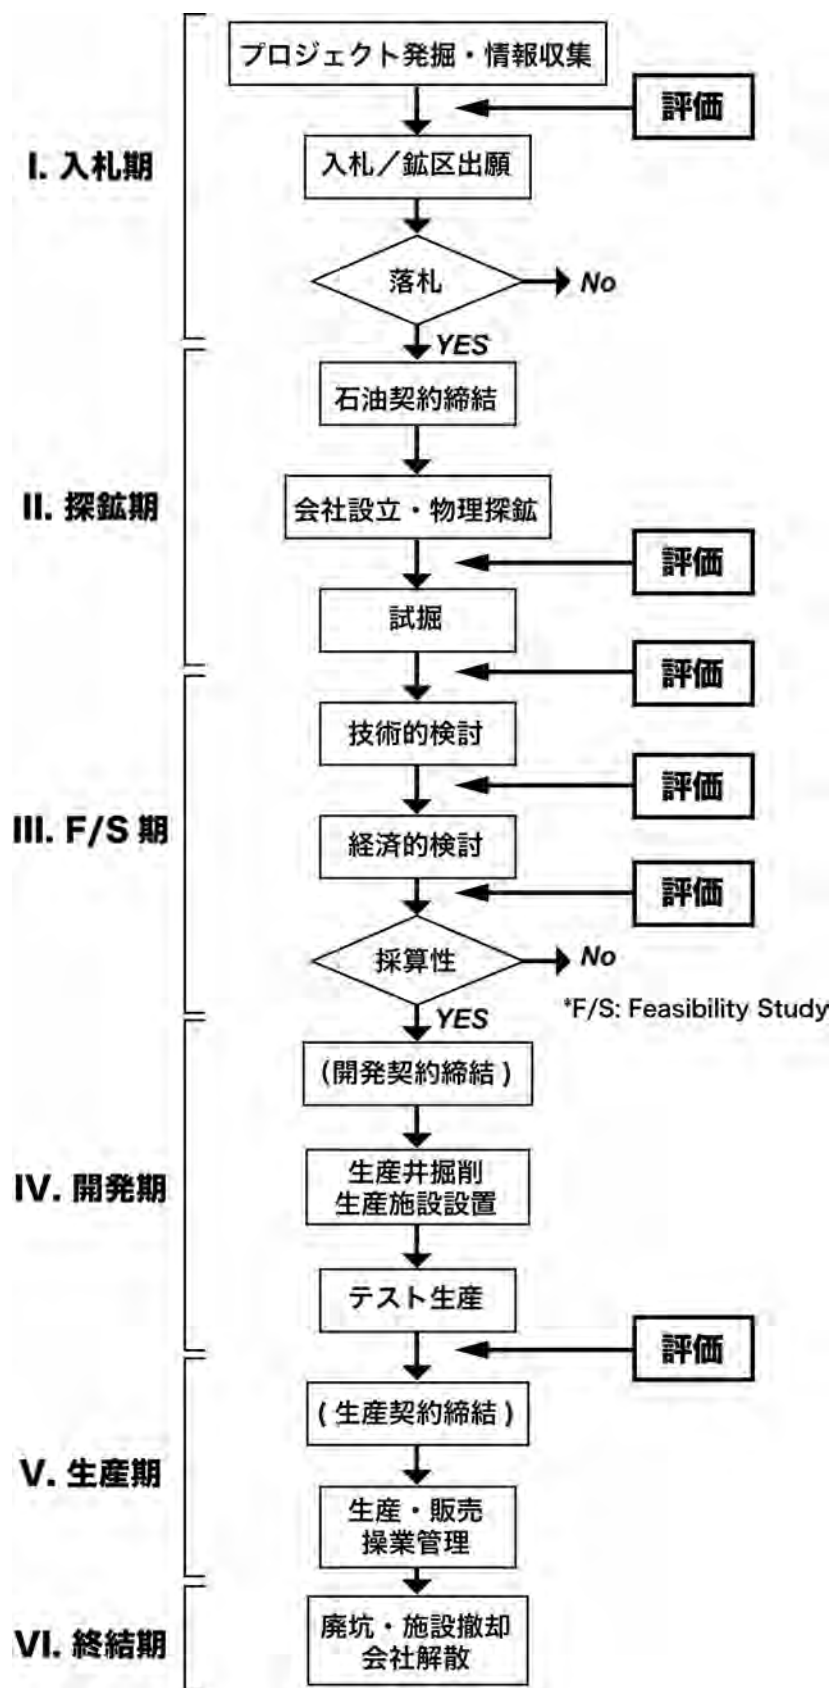 プロジェクト発掘・情報収集
評価
I. 入札期
入札／鉱区出願
落札
No
YES
石油契約締結
II. 探鉱期
会社設立・物理探鉱
評価
試掘
評価
技術的検討
評価
III. F/S 期
経済的検討
評価
採算性
No
*F/S: Feasibility Study
YES
(開発契約締結)
IV. 開発期
生産井掘削
生産施設設置
テスト生産
評価
(生産契約締結)
V. 生産期
生産・販売
操業管理
VI. 終結期
廃坑・施設撤却
会社解散